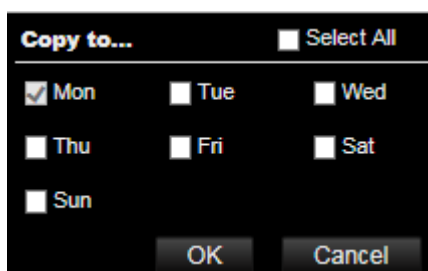 Copy to... Select All
Mon Tue Wed
Thu Fri Sat
Sun
OK Cancel